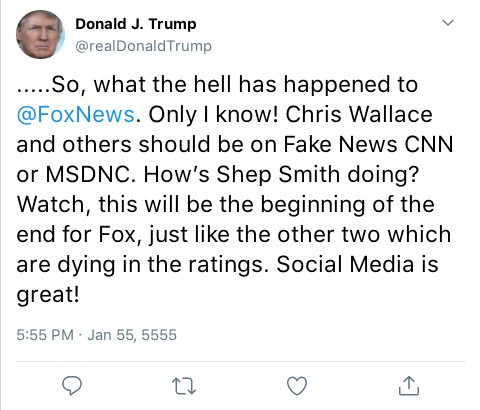 Donald J. Trump
@realDonaldTrump
.....So, what the hell has happened to
@FoxNews. Only I know! Chris Wallace
and others should be on Fake News CNN
or MSDNC. How’s Shep Smith doing?
Watch, this will be the beginning of the
end for Fox, just like the other two which
are dying in the ratings. Social Media is
great!
5:55 PM · Jan 55, 5555